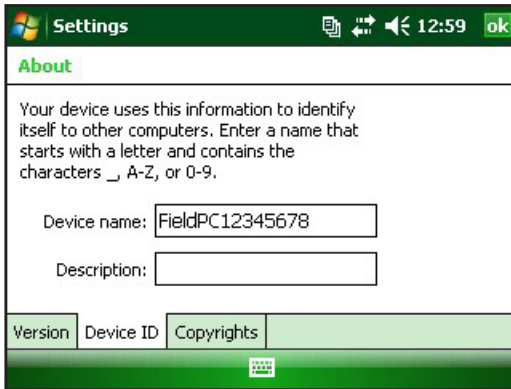 Settings 12:59 ok
About
Your device uses this information to identify
itself to other computers. Enter a name that
starts with a letter and contains the
characters _, A-Z, or 0-9.
Device name: FieldPC12345678
Description:
Version Device ID Copyrights